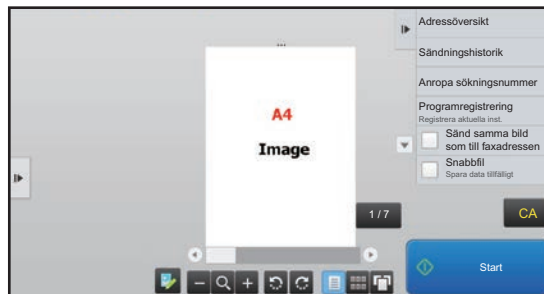 Adressöversikt
Sändningshistorik
Anropa sökningsnummer
Programregistrering
Registrera aktuella inst.
Sänd samma bild
som till faxadressen
Snabbfil
Spara data tillfälligt
A4
Image
1 / 7
CA
Start